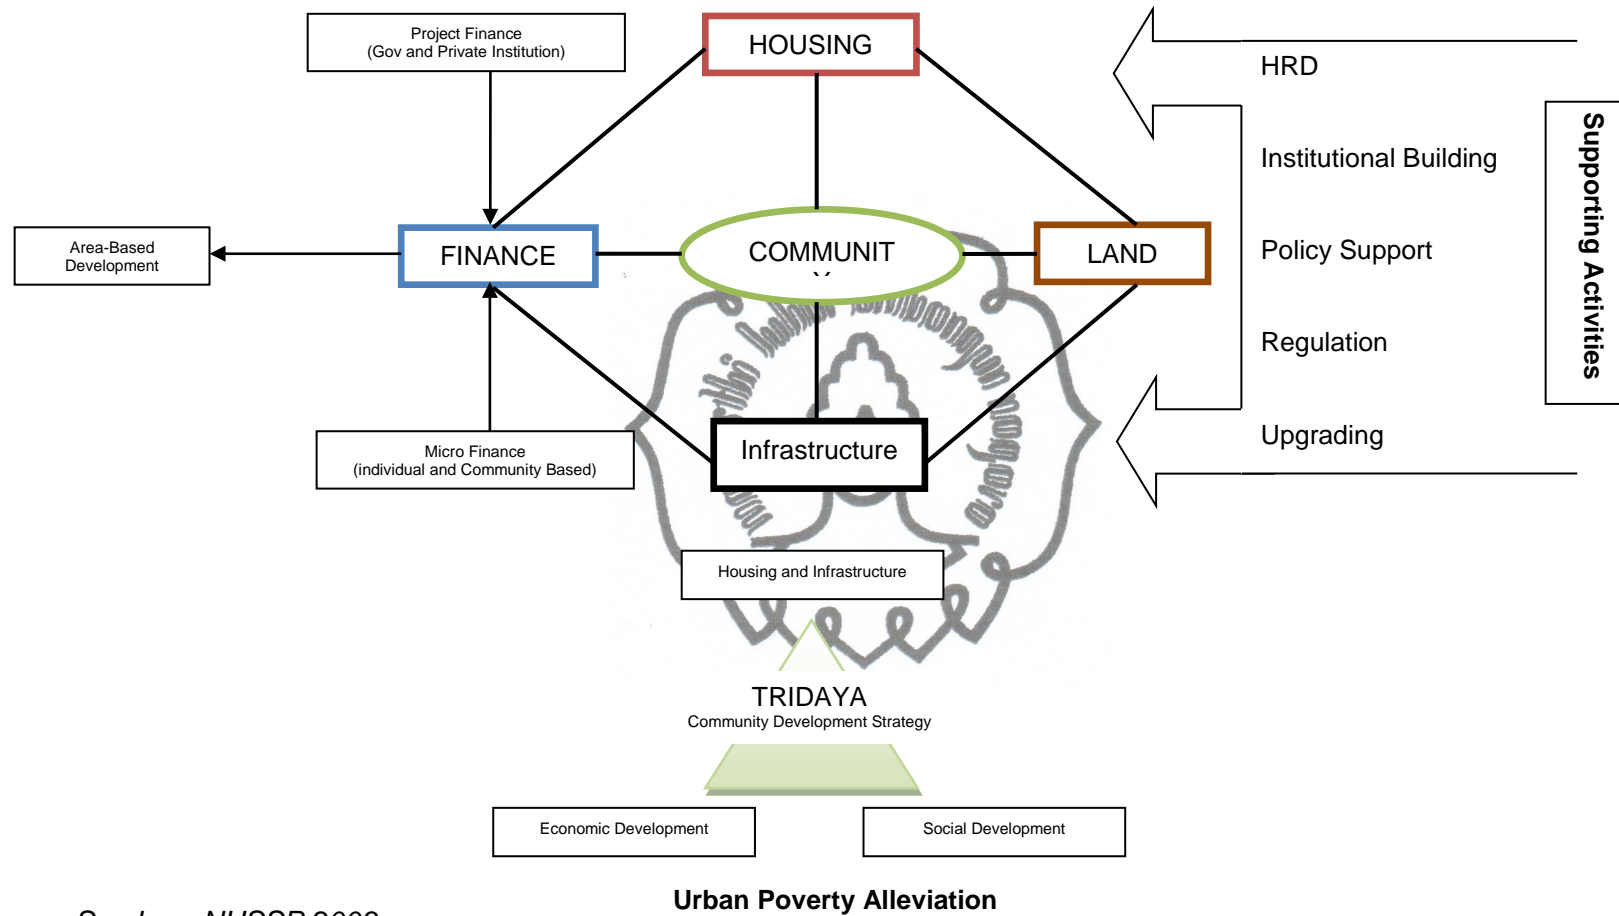 Project Finance
(Gov and Private Institution)
HOUSING
HRD
Institutional Building
Supporting Activities
Area-Based
Development
FINANCE
COMMUNIT
LAND
Policy Support
Regulation
Micro Finance
(individual and Community Based)
Infrastructure
Upgrading
Housing and Infrastructure
TRIDAYA
Community Development Strategy
Economic Development
Social Development
Urban Poverty Alleviation